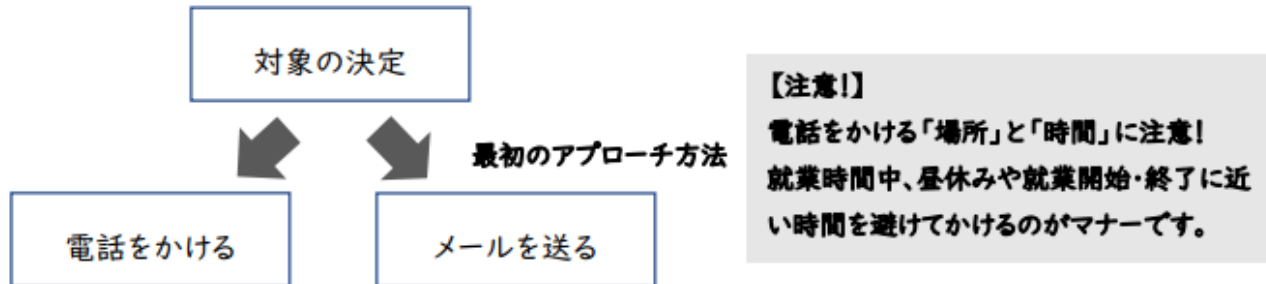 対象の決定
最初のアプローチ方法
電話をかける
メールを送る
【注意!】
電話をかける「場所」と「時間」に注意!
就業時間中、昼休みや就業開始・終了に近
い時間を避けてかけるのがマナーです。